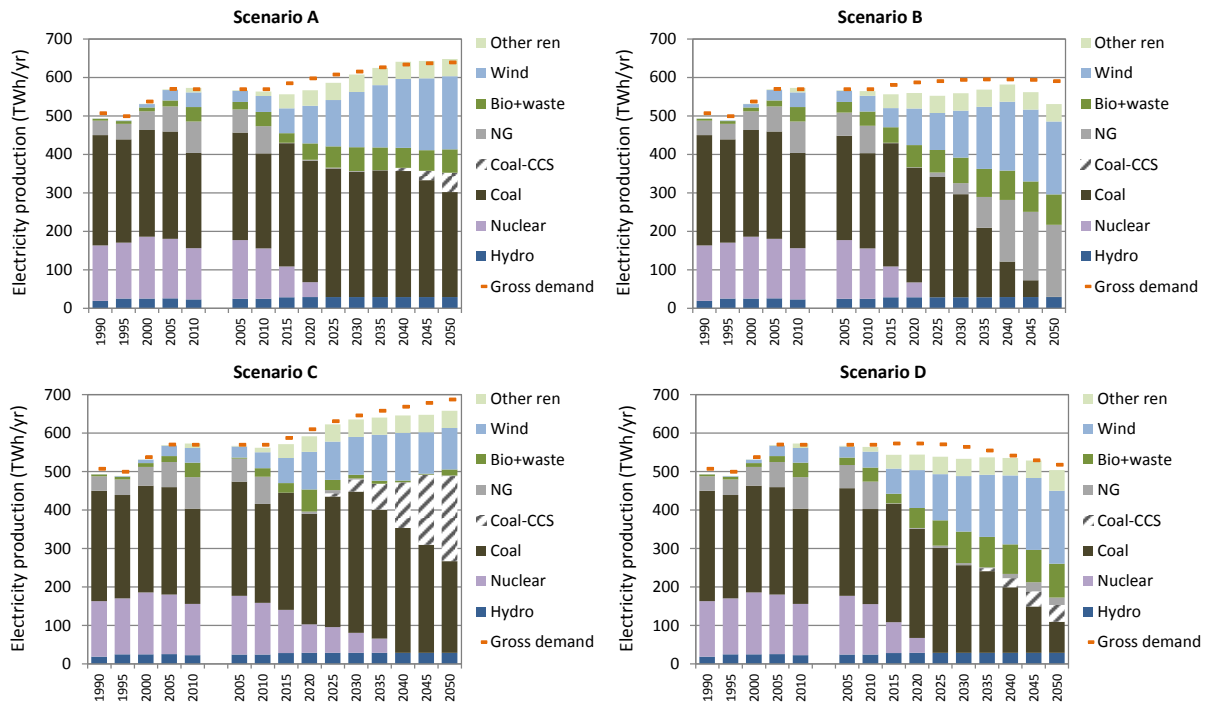 Scenario A
Electricity production (TWh/yr)
700
600
500
400
300
200
100
0
1990
1995
2000
2005
2010
2005
2010
2015
2020
2025
2030
2035
2040
2045
2050
Other ren
Wind
Bio+waste
NG
Coal-CCS
Coal
Nuclear
Hydro
Gross demand
Scenario B
Electricity production (TWh/yr)
700
600
500
400
300
200
100
0
1990
1995
2000
2005
2010
2005
2010
2015
2020
2025
2030
2035
2040
2045
2050
Other ren
Wind
Bio+waste
NG
Coal-CCS
Coal
Nuclear
Hydro
Gross demand
Scenario C
Electricity production (TWh/yr)
700
600
500
400
300
200
100
0
1990
1995
2000
2005
2010
2005
2010
2015
2020
2025
2030
2035
2040
2045
2050
Other ren
Wind
Bio+waste
NG
Coal-CCS
Coal
Nuclear
Hydro
Gross demand
Scenario D
Electricity production (TWh/yr)
700
600
500
400
300
200
100
0
1990
1995
2000
2005
2010
2005
2010
2015
2020
2025
2030
2035
2040
2045
2050
Other ren
Wind
Bio+waste
NG
Coal-CCS
Coal
Nuclear
Hydro
Gross demand